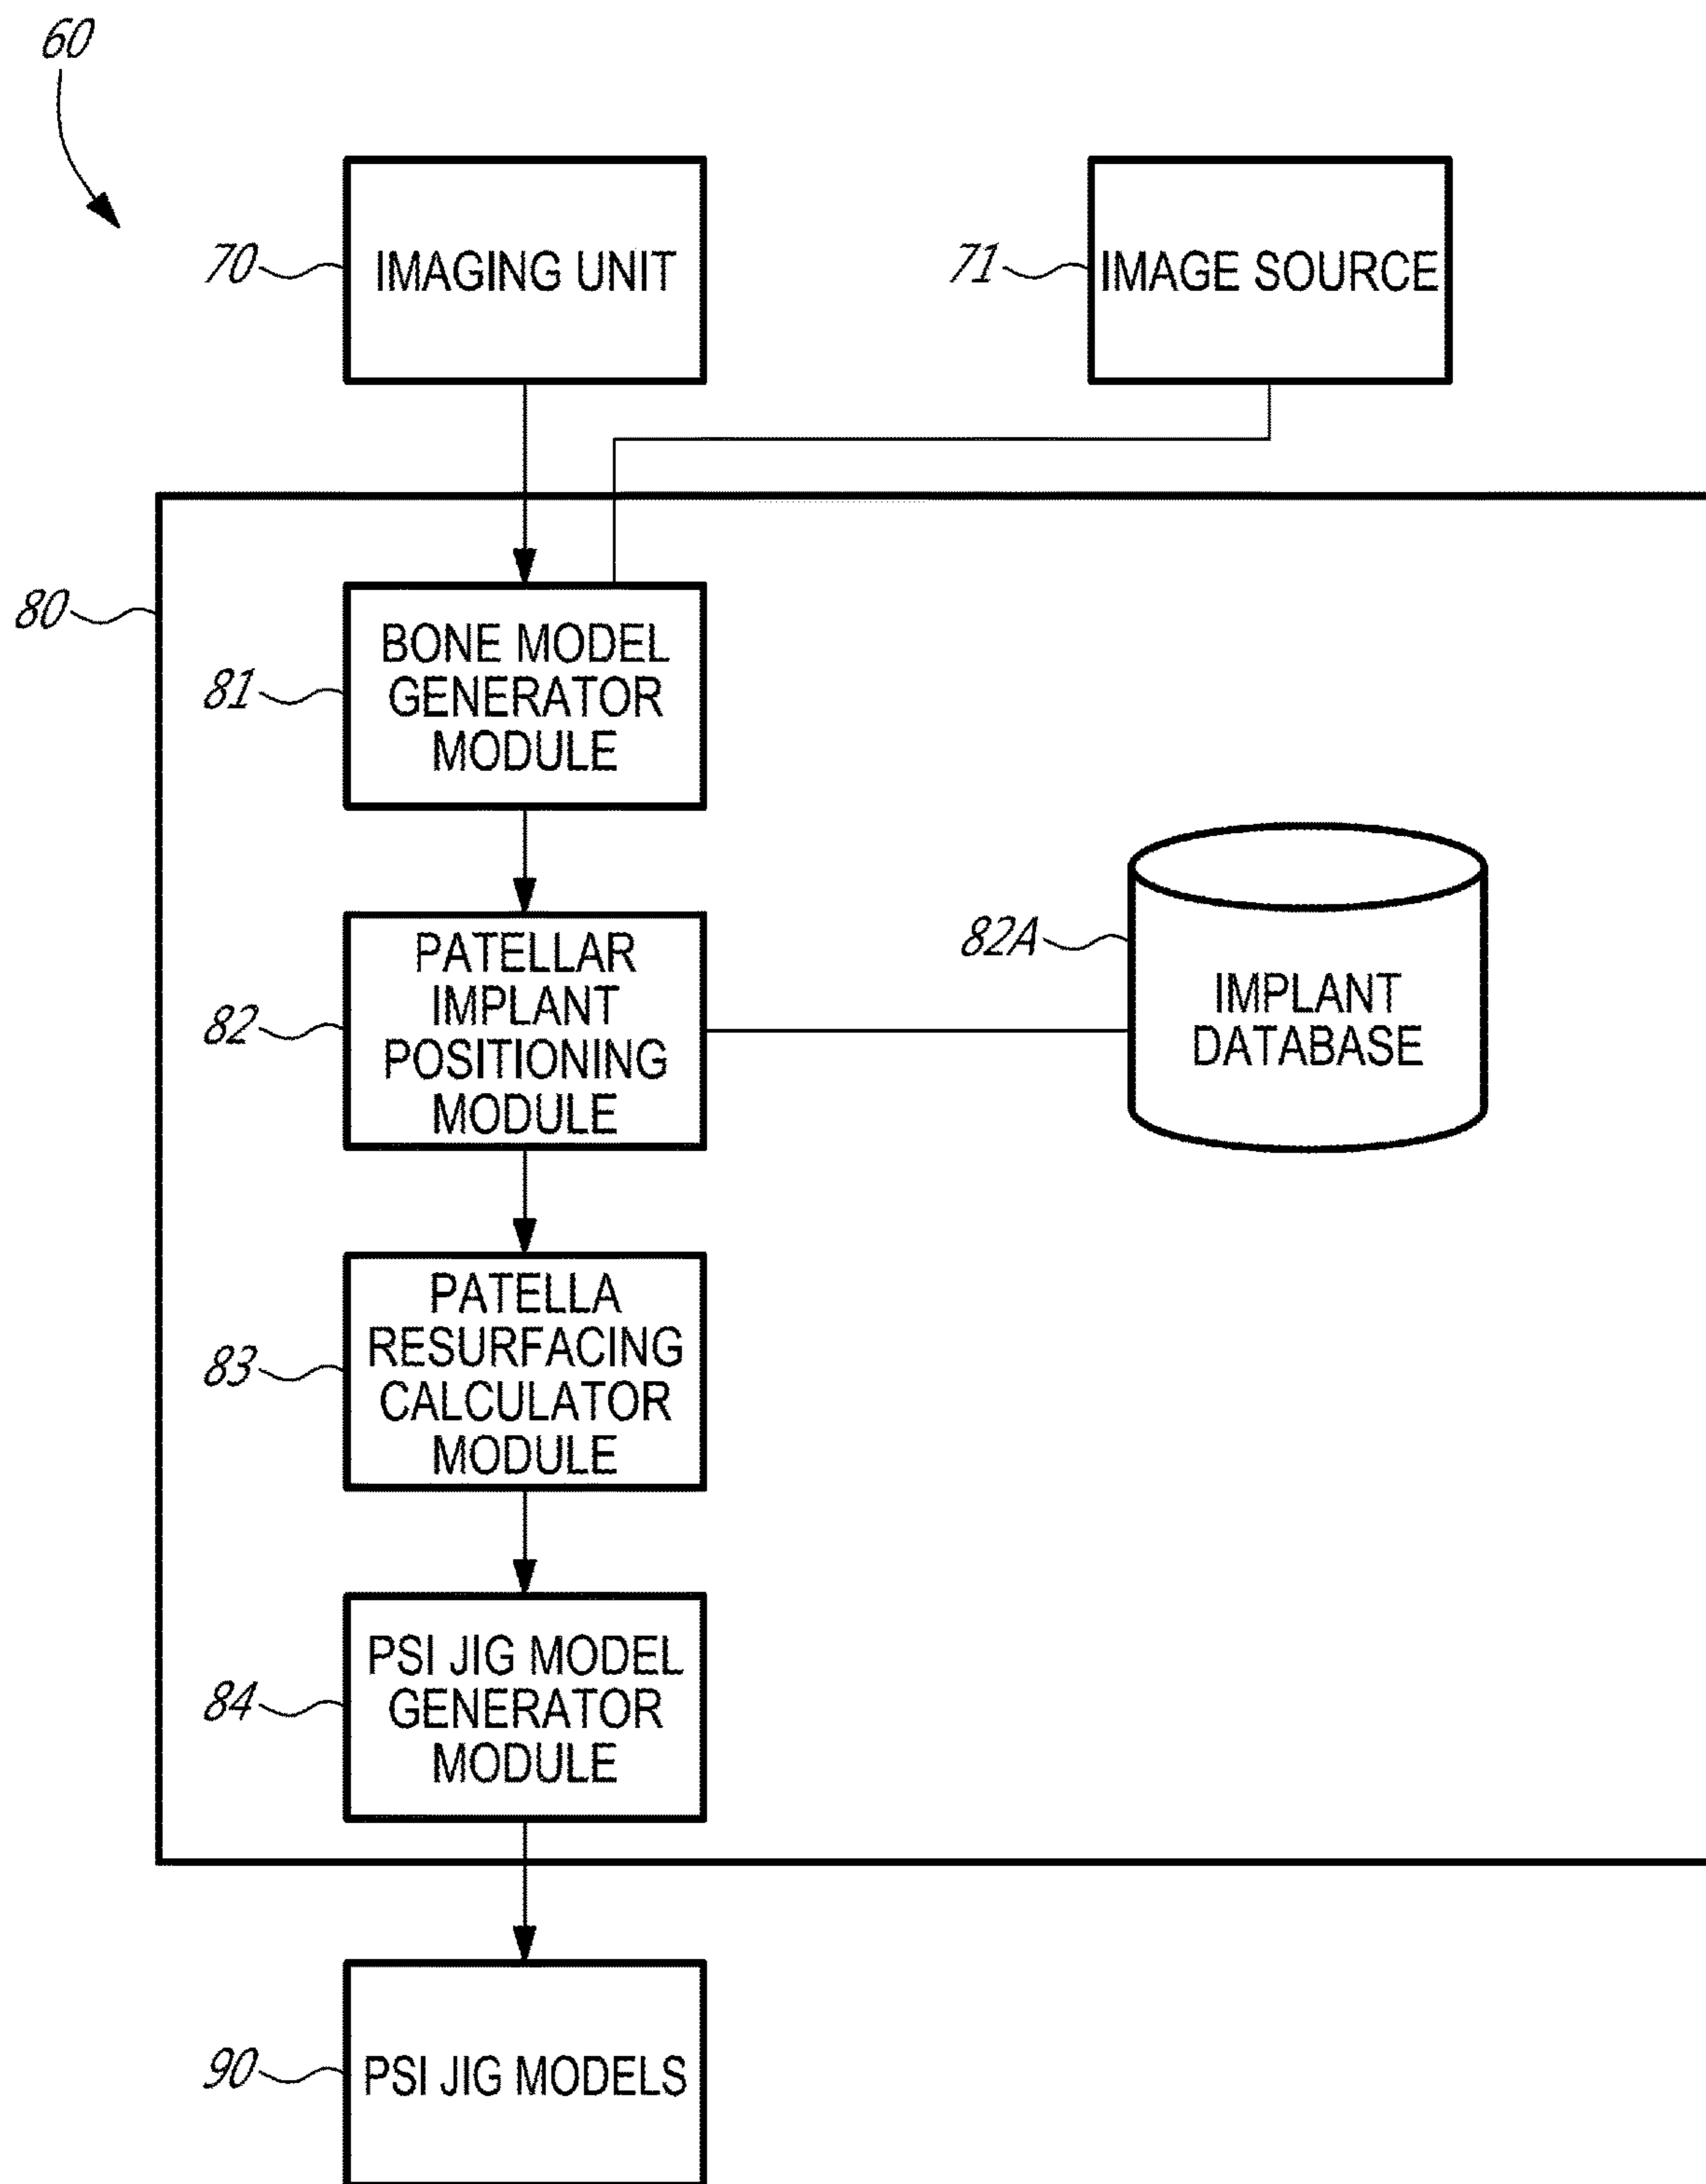 60
70
IMAGING UNIT
71
IMAGE SOURCE
80
81
BONE MODEL
GENERATOR
MODULE
82
PATELLAR
IMPLANT
POSITIONING
MODULE
82A
IMPLANT
DATABASE
83
PATELLA
RESURFACING
CALCULATOR
MODULE
84
PSI JIG MODEL
GENERATOR
MODULE
90
PSI JIG MODELS